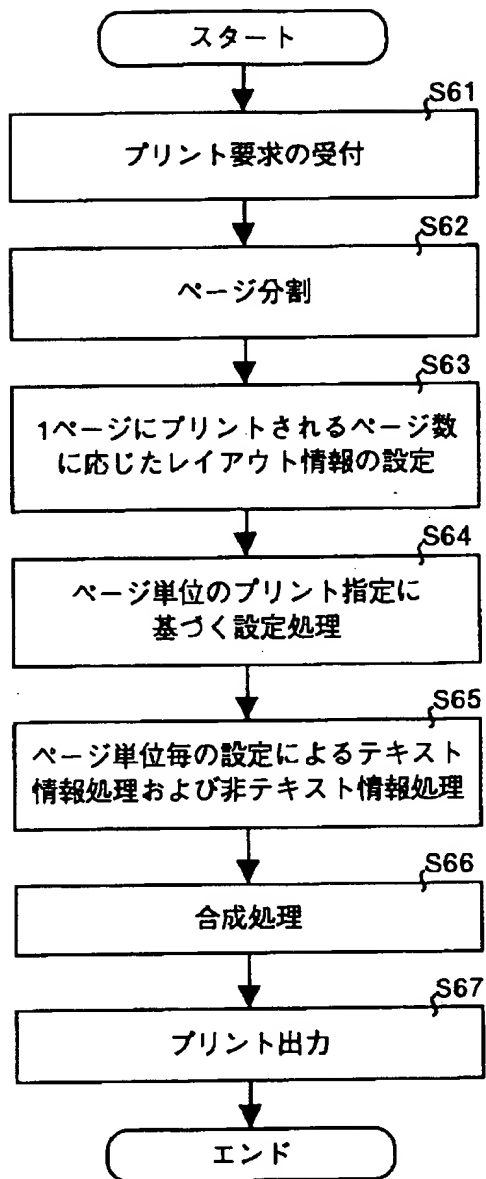 スタート
S61
プリント要求の受付
S62
ページ分割
S63
1ページにプリントされるページ数
に応じたレイアウト情報の設定
S64
ページ単位のプリント指定に
基づく設定処理
S65
ページ単位毎の設定によるテキスト
情報処理および非テキスト情報処理
S66
合成処理
S67
プリント出力
エンド